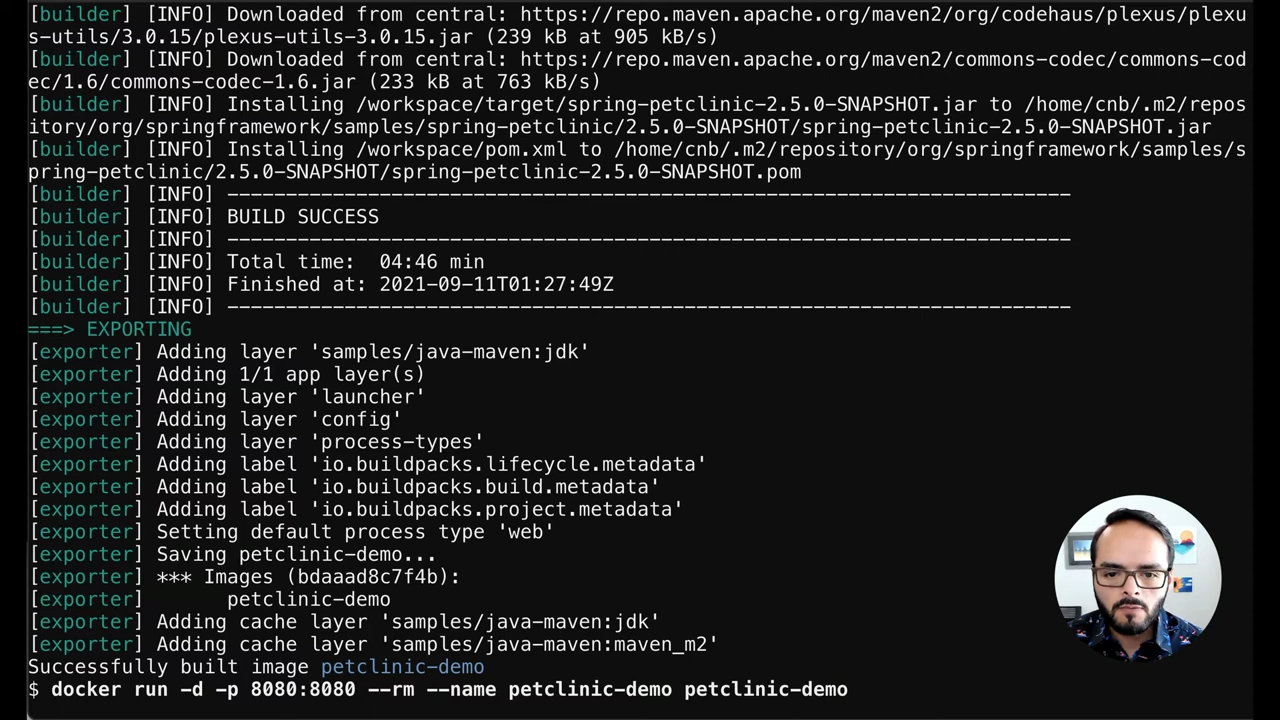 [builder] [INFO] Downloaded from central: https://repo.maven.apache.org/maven2/org/codehaus/plexus/plexu
s-utils/3.0.15/plexus-utils-3.0.15.jar (239 kB at 905 kB/s)
[builder] [INFO] Downloaded from central: https://repo.maven.apache.org/maven2/commons-codec/commons-cod
ec/1.6/commons-codec-1.6.jar (233 kB at 763 kB/s)
[builder] [INFO] Installing /workspace/target/spring-petclinic-2.5.0-SNAPSHOT.jar to /home/cnb/.m2/repos
itory/org/springframework/samples/spring-petclinic/2.5.0-SNAPSHOT/spring-petclinic-2.5.0-SNAPSHOT.jar
[builder] [INFO] Installing /workspace/pom.xml to /home/cnb/.m2/repository/org/springframework/samples/s
pring-petclinic/2.5.0-SNAPSHOT/spring-petclinic-2.5.0-SNAPSHOT.pom
[builder] [INFO] ------------------------------------------------------------------------
[builder] [INFO] BUILD SUCCESS
[builder] [INFO] ------------------------------------------------------------------------
[builder] [INFO] Total time:  04:46 min
[builder] [INFO] Finished at: 2021-09-11T01:27:49Z
[builder] [INFO] ------------------------------------------------------------------------
===> EXPORTING
[exporter] Adding layer 'samples/java-maven:jdk'
[exporter] Adding 1/1 app layer(s)
[exporter] Adding layer 'launcher'
[exporter] Adding layer 'config'
[exporter] Adding layer 'process-types'
[exporter] Adding label 'io.buildpacks.lifecycle.metadata'
[exporter] Adding label 'io.buildpacks.build.metadata'
[exporter] Adding label 'io.buildpacks.project.metadata'
[exporter] Setting default process type 'web'
[exporter] Saving petclinic-demo...
[exporter] *** Images (bdaaad8c7f4b):
[exporter]       petclinic-demo
[exporter] Adding cache layer 'samples/java-maven:jdk'
[exporter] Adding cache layer 'samples/java-maven:maven_m2'
Successfully built image petclinic-demo
$ docker run -d -p 8080:8080 --rm --name petclinic-demo petclinic-demo